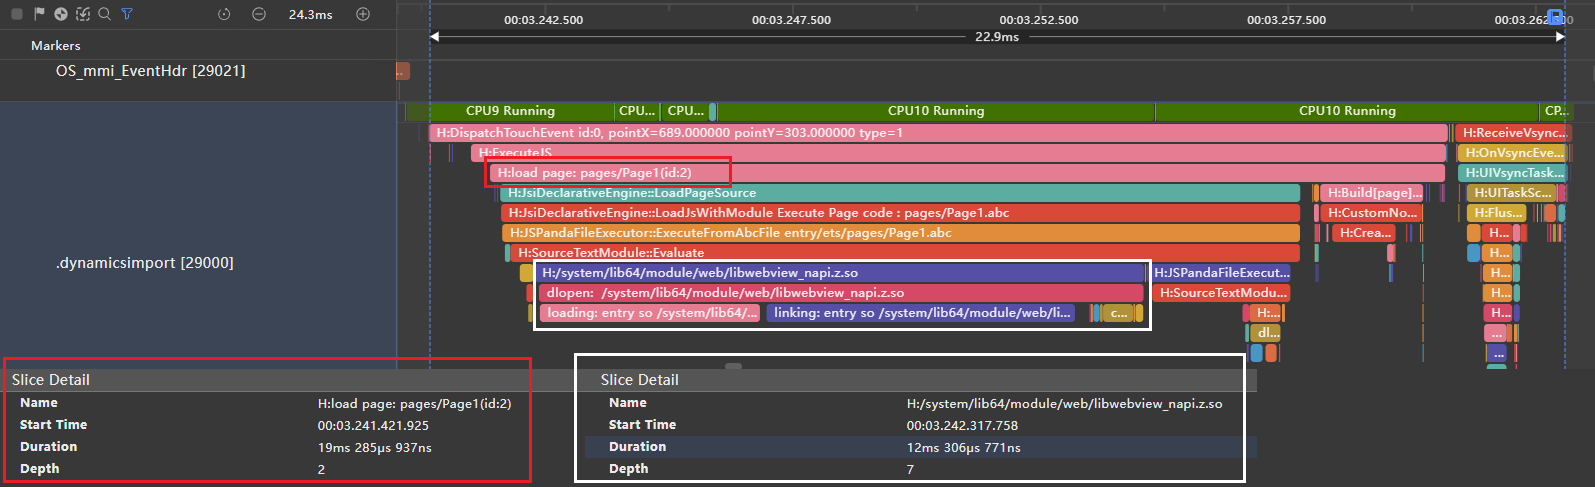 24.3ms
00:03.242.500 00:03.247.500 00:03.252.500 00:03.257.500 00:03.262.500
22.9ms
Markers
OS_mmi_EventHdr [29021]
...
CPU9 Running CPU... CPU... CPU10 Running CPU10 Running CP...
H:DispatchTouchEvent id:0, pointX=689.000000 pointY=303.000000 type=1 H:ReceiveVsync...
H:ExecuteJS H:OnVsyncEve...
H:load page: pages/Page1(id:2) H:UIVsyncTask...
H:JsiDeclarativeEngine::LoadPageSource H:Build[page]... H:UITaskSc...
H:JsiDeclarativeEngine::LoadJsWithModule Execute Page code : pages/Page1.abc H:CustomNo... H:Flus...
H:JSPandaFileExecutor::ExecuteFromAbcFile entry/ets/pages/Page1.abc H:Crea... H...
H:SourceTextModule::Evaluate H...
.dynamicsimport [29000]
H:/system/lib64/module/web/libwebview_napi.z.so H:JSPandaFileExecut... H...
dlopen: /system/lib64/module/web/libwebview_napi.z.so H:SourceTextModu... H...
loading: entry so /system/lib64/... linking: entry so /system/lib64/module/web/li... c... H:... H...
dl... ...
...
Slice Detail
Name H:load page: pages/Page1(id:2)
Start Time 00:03.241.421.925
Duration 19ms 285μs 937ns
Depth 2
Slice Detail
Name H:/system/lib64/module/web/libwebview_napi.z.so
Start Time 00:03.242.317.758
Duration 12ms 306μs 771ns
Depth 7